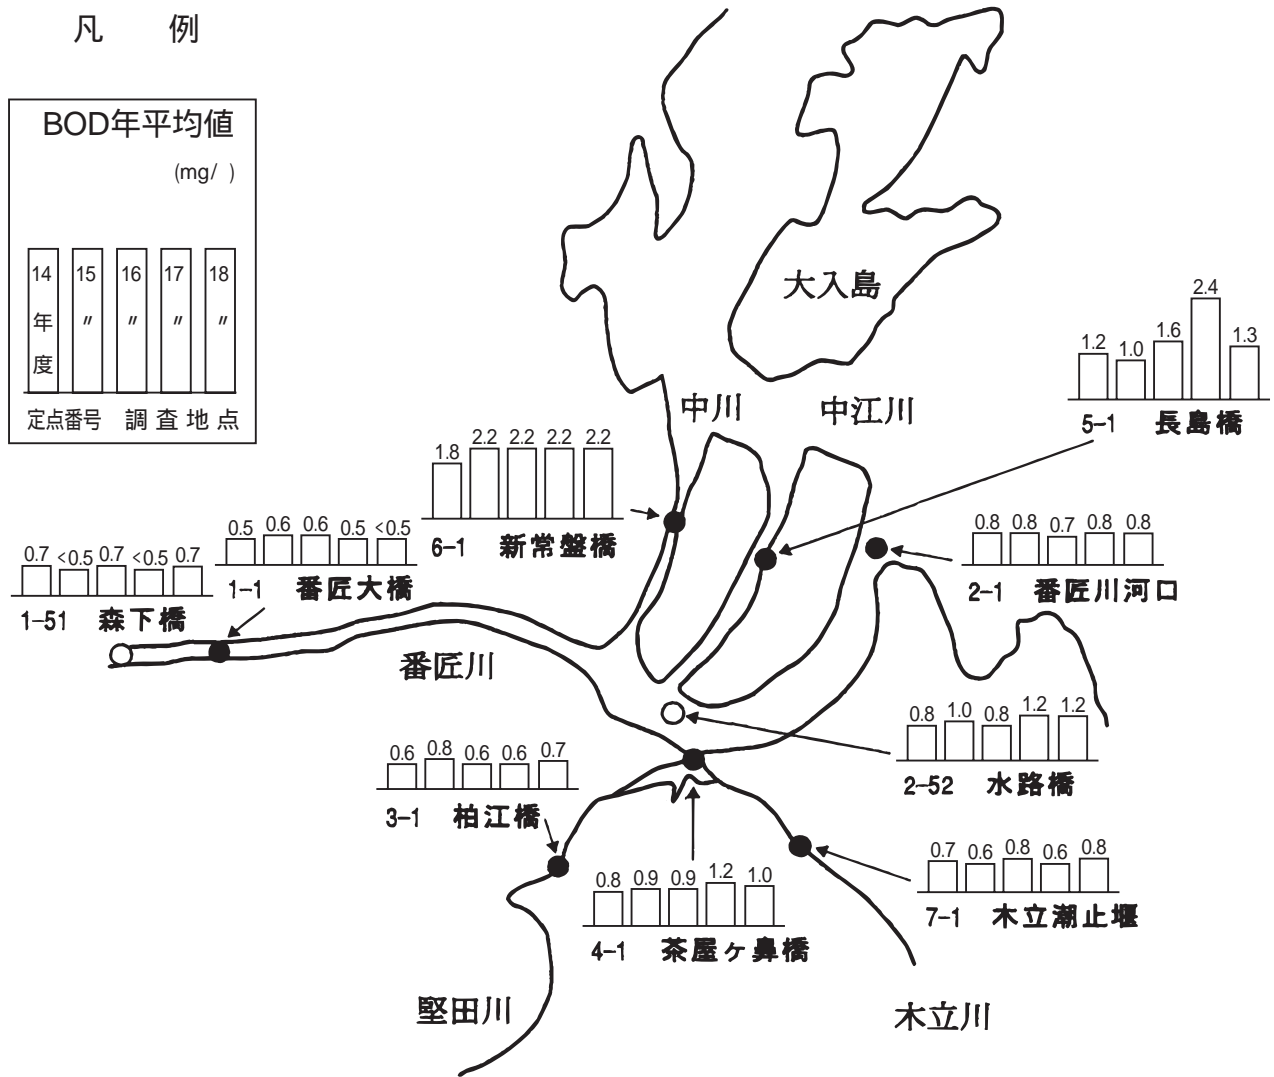 凡 例
BOD年平均値
(mg/ )
14 15 16 17 18
年 〃 〃 〃 〃
度
定点番号 調査地点
大入島
中川
中江川
1.2 1.0 1.6 2.4 1.3
5-1 長島橋
1.8 2.2 2.2 2.2 2.2
6-1 新常盤橋
0.8 0.8 0.7 0.8 0.8
2-1 番匠川河口
0.5 0.6 0.6 0.5 <0.5
1-1 番匠大橋
0.7 <0.5 0.7 <0.5 0.7
1-51 森下橋
番匠川
0.8 1.0 0.8 1.2 1.2
2-52 水路橋
0.6 0.8 0.6 0.6 0.7
3-1 柏江橋
0.7 0.6 0.8 0.6 0.8
7-1 木立潮止堰
0.8 0.9 0.9 1.2 1.0
4-1 茶屋ヶ鼻橋
堅田川
木立川